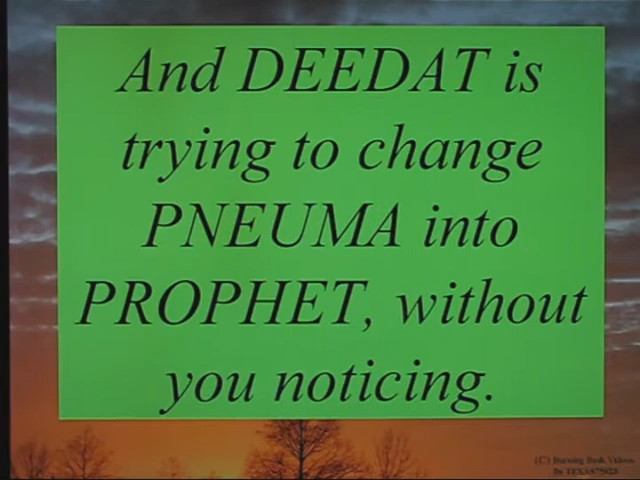 And DEEDAT is
trying to change
PNEUMA into
PROPHET, without
you noticing.
(C) Burning Bush Videos